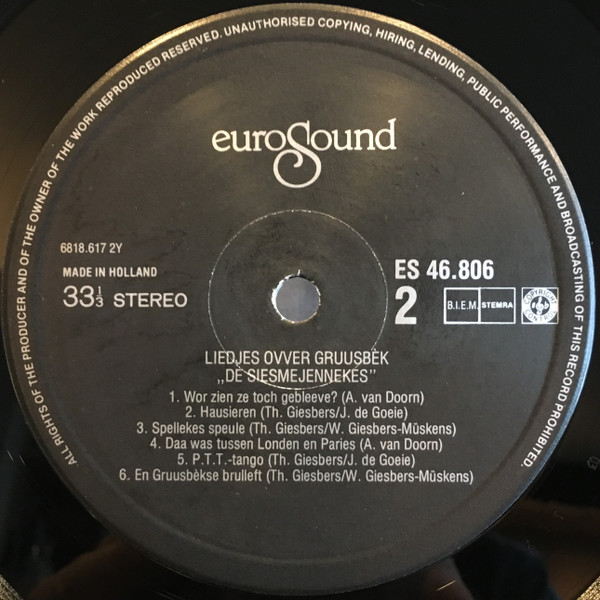 ALL RIGHTS OF THE PRODUCER AND OF THE OWNER OF THE WORK REPRODUCED RESERVED. UNAUTHORISED COPYING, HIRING, LENDING, PUBLIC PERFORMANCE AND BROADCASTING OF THIS RECORD PROHIBITED.
euroSound
6818.617 2Y
MADE IN HOLLAND
33⅓ STEREO
ES 46.806
2
B.I.E.M. STEMRA
COPYRIGHT CONTROL
LIEDJES OVVER GRUUSBÈK
„DE SIESMEJENNEKES”
1. Wor zien ze toch gebleeve? (A. van Doorn)
2. Hausieren (Th. Giesbers/J. de Goeie)
3. Spellekes speule (Th. Giesbers/W. Giesbers-Müskens)
4. Daa was tussen Londen en Paries (A. van Doorn)
5. P.T.T.-tango (Th. Giesbers/J. de Goeie)
6. En Gruusbèkse brulleft (Th. Giesbers/W. Giesbers-Müskens)